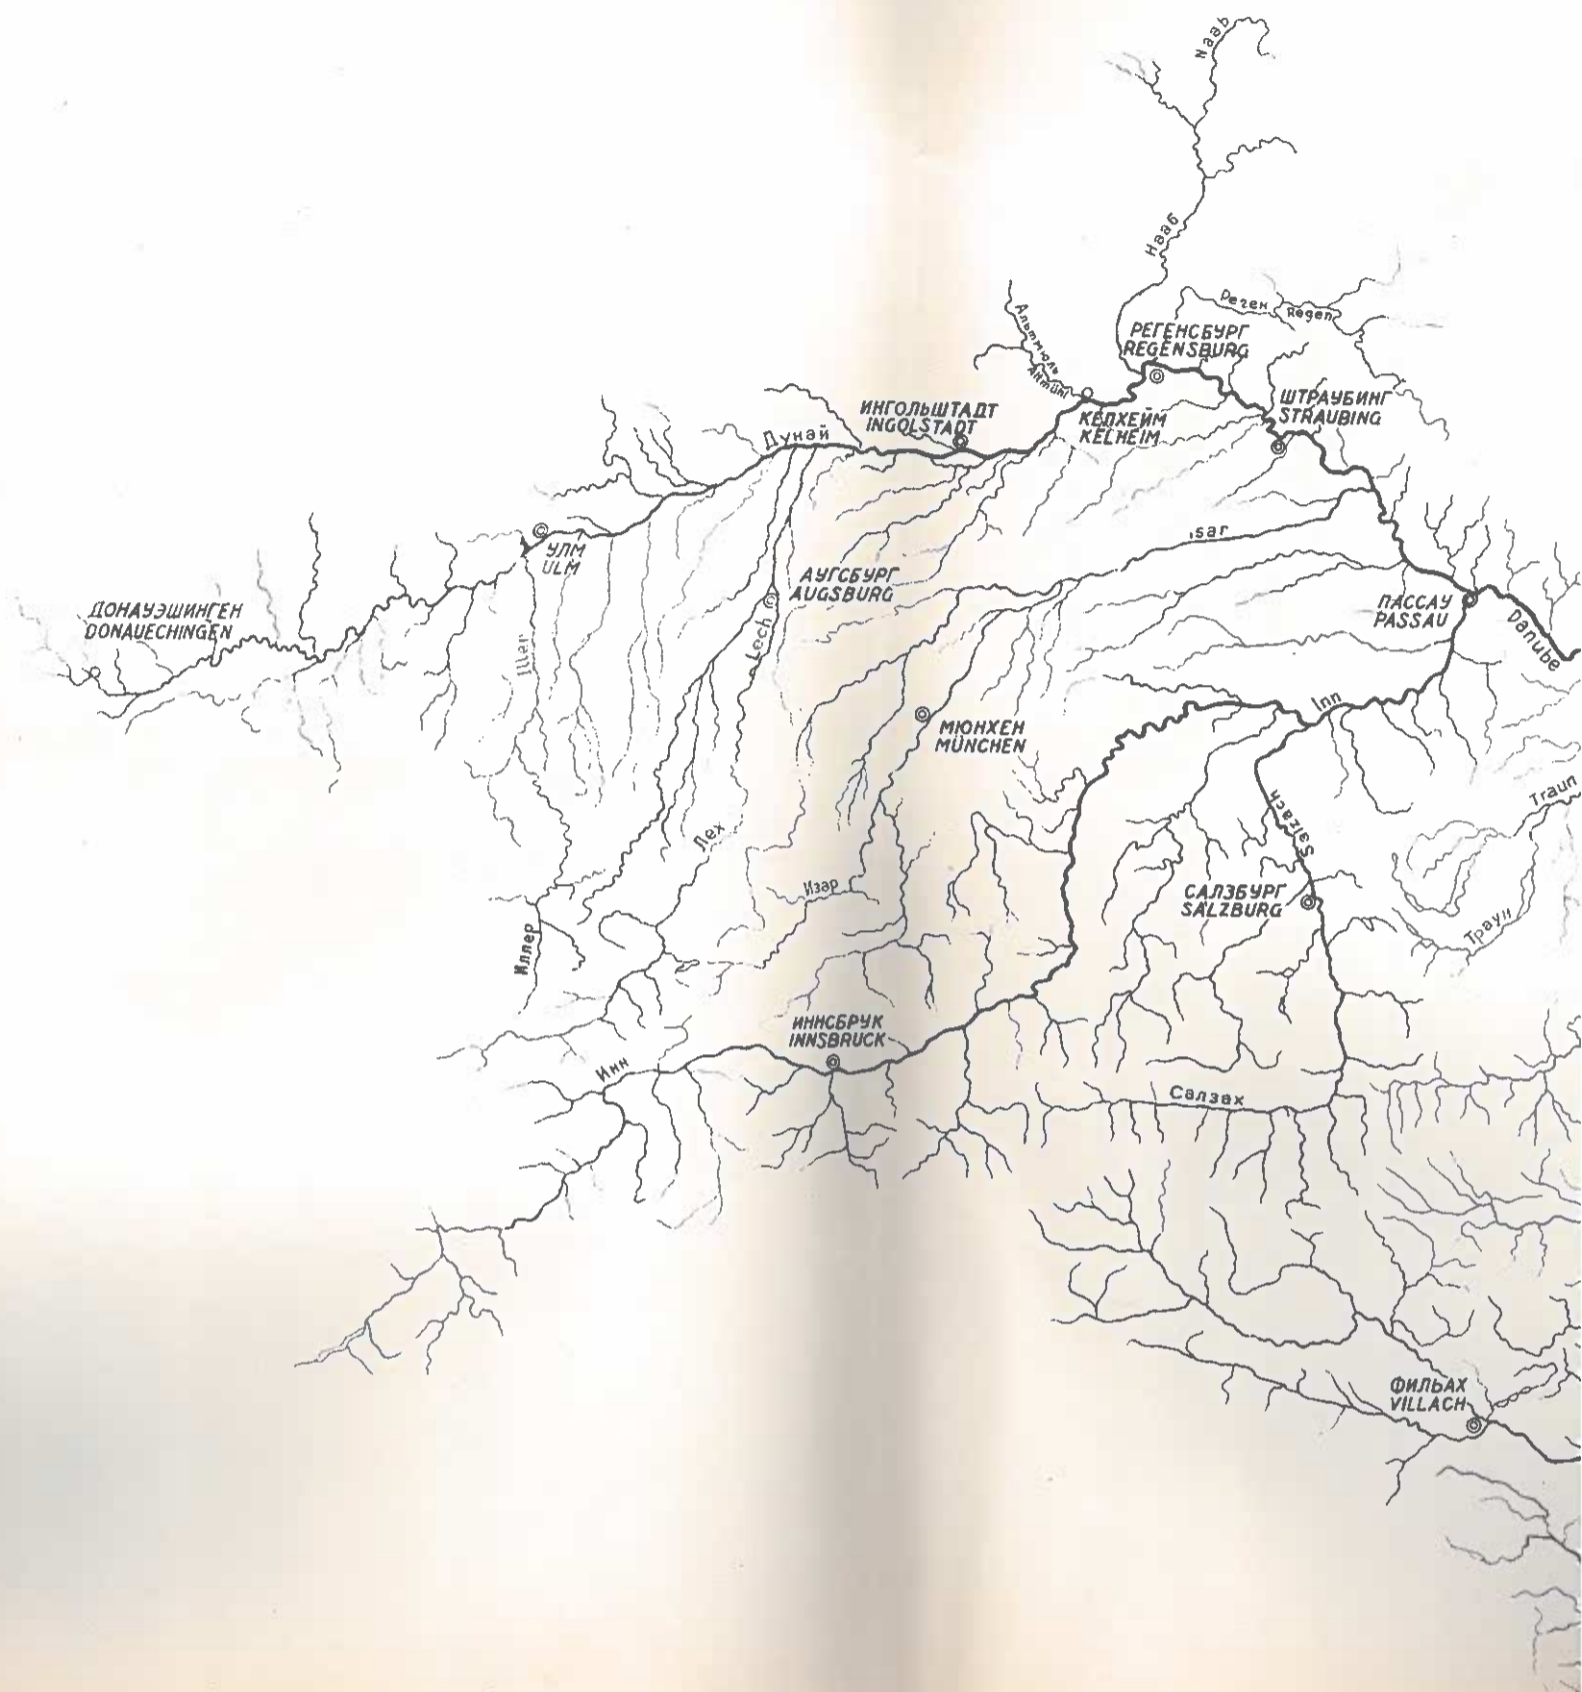 Naab
Нааб
Реген
Regen
Альтмюль
РЕГЕНСБУРГ
REGENSBURG
ИНГОЛЬШТАДТ
INGOLSTADT
ШТРАУБИНГ
STRAUBING
КЕЛХЕЙМ
KELHEIM
Дунай
УЛМ
ULM
sar
АУГСБУРГ
AUGSBURG
ДОНАУЭШИНГЕН
DONAUECHINGEN
ПАССАУ
PASSAU
Danube
Lech
Inn
МЮНХЕН
MÜNCHEN
Traun
Salzach
Лех
Изар
САЛЗБУРГ
SALZBURG
Траун
Иллер
ИННСБРУК
INNSBRUCK
Инн
Салзах
ФИЛЬАХ
VILLACH